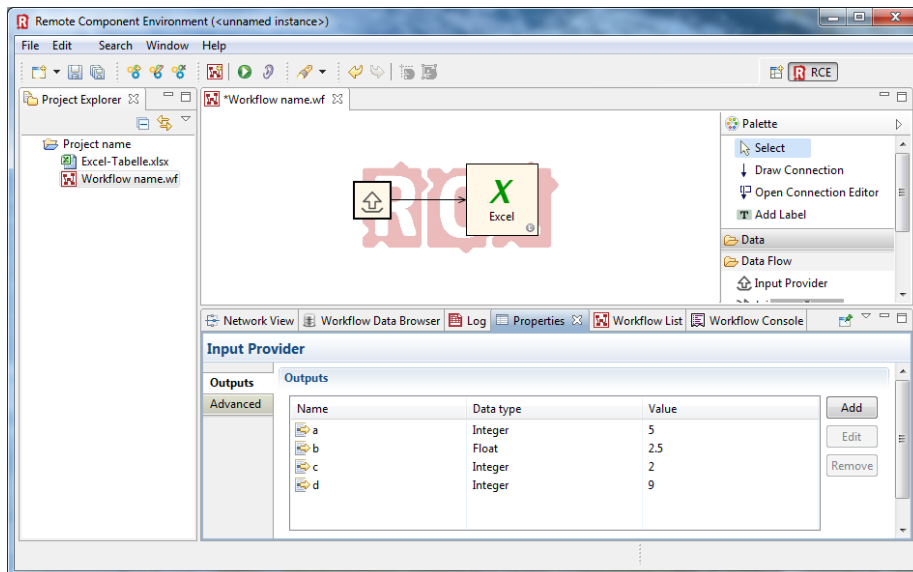 Remote Component Environment (<unnamed instance>)
File Edit Search Window Help
RCE
Project Explorer
Project name
Excel-Tabelle.xlsx
Workflow name.wf
*Workflow name.wf
RCE
X
Excel
Palette
Select
Draw Connection
Open Connection Editor
T Add Label
Data
Data Flow
Input Provider
Network View Workflow Data Browser Log Properties Workflow List Workflow Console
Input Provider
Outputs
Advanced
Outputs
Name Data type Value
a Integer 5
b Float 2.5
c Integer 2
d Integer 9
Add
Edit
Remove